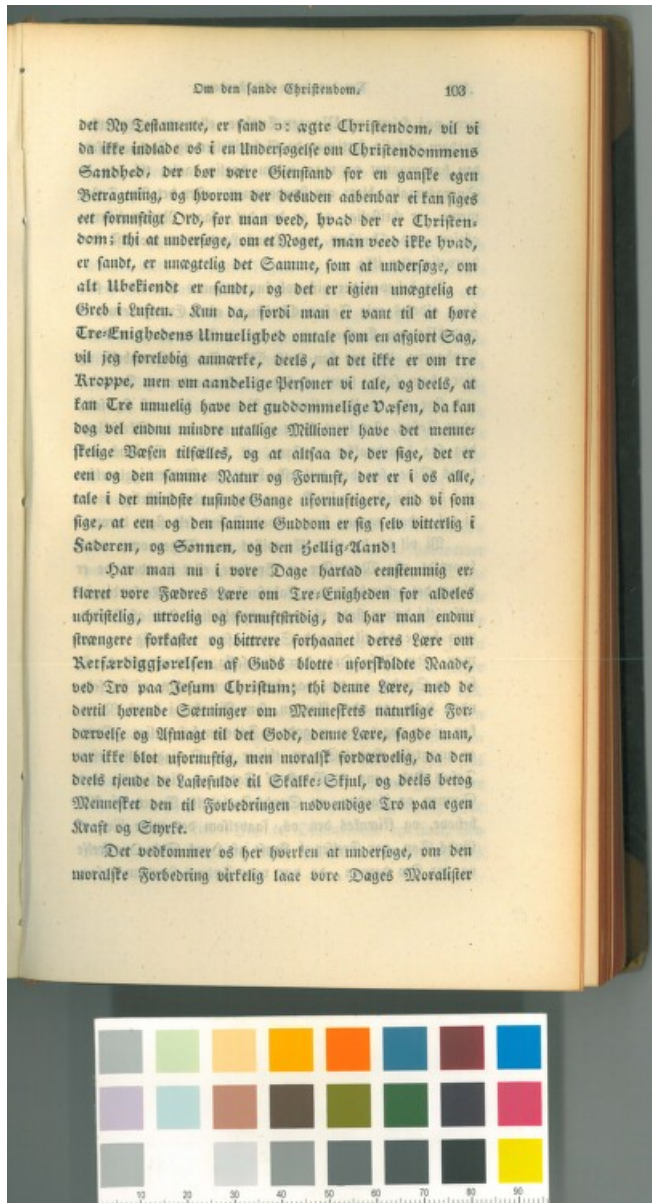 Om den sande Christendom. 103
det Ny Testamente, er sand ɔ: ægte Christendom, vil vi
da ikke indlade os i en Undersøgelse om Christendommens
Sandhed, der bør være Gienstand for en ganske egen
Betragtning, og hvorom der desuden aabenbar ei kan siges
eet fornuftigt Ord, før man veed, hvad der er Christen-
dom; thi at undersøge, om et Noget, man veed ikke hvad,
er sandt, er unægtelig det Samme, som at undersøge, om
alt Ubekiendt er sandt, og det er igien unægtelig et
Greb i Luften. Kun da, fordi man er vant til at høre
Tre-Enighedens Umuelighed omtale som en afgiort Sag,
vil jeg foreløbig anmærke, deels, at det ikke er om tre
Kroppe, men om aandelige Personer vi tale, og deels, at
kan Tre umuelig have det guddommelige Væsen, da kan
dog vel endnu mindre utallige Millioner have det menne-
skelige Væsen tilfælles, og at altsaa de, der sige, det er
een og den samme Natur og Fornuft, der er i os alle,
tale i det mindste tusinde Gange ufornuftigere, end vi som
sige, at een og den samme Guddom er sig selv vitterlig i
Faderen, og Sønnen, og den Hellig-Aand!
Har man nu i vore Dage hartad eenstemmig er-
klæret vore Fædres Lære om Tre-Enigheden for aldeles
uchristelig, utroelig og fornuftstridig, da har man endnu
strængere forkastet og bittrere forhaanet deres Lære om
Retfærdiggjørelsen af Guds blotte uforskyldte Naade,
ved Tro paa Jesum Christum; thi denne Lære, med de
dertil hørende Sætninger om Menneskets naturlige For-
dærvelse og Afmagt til det Gode, denne Lære, sagde man,
var ikke blot ufornuftig, men moralsk fordærvelig, da den
deels tjende de Lastefulde til Skalke-Skjul, og deels betog
Mennesket den til Forbedringen nødvendige Tro paa egen
Kraft og Styrke.
Det vedkommer os her hverken at undersøge, om den
moralske Forbedring virkelig laae vore Dages Moralister
10 20 30 40 50 60 70 80 90